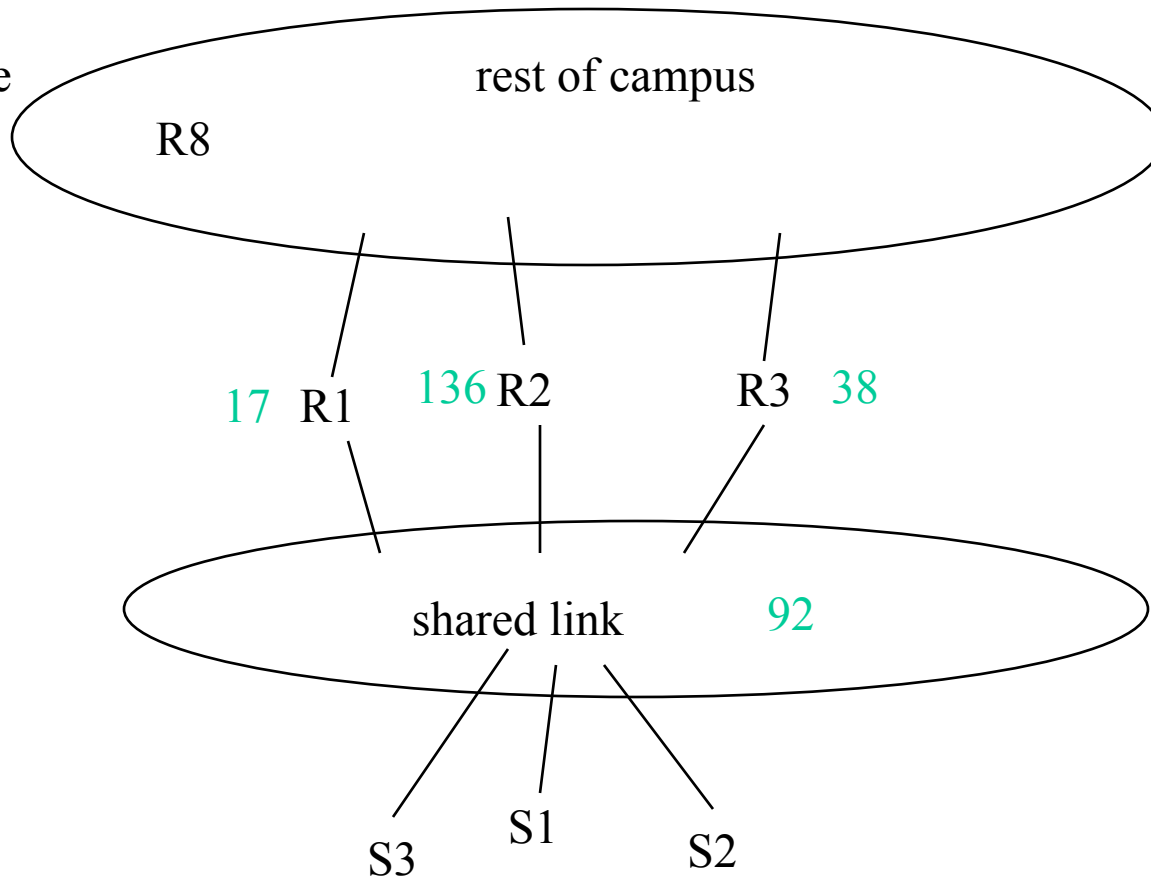 e
rest of campus
R8
17 R1 136 R2 R3 38
shared link 92
S3 S1 S2